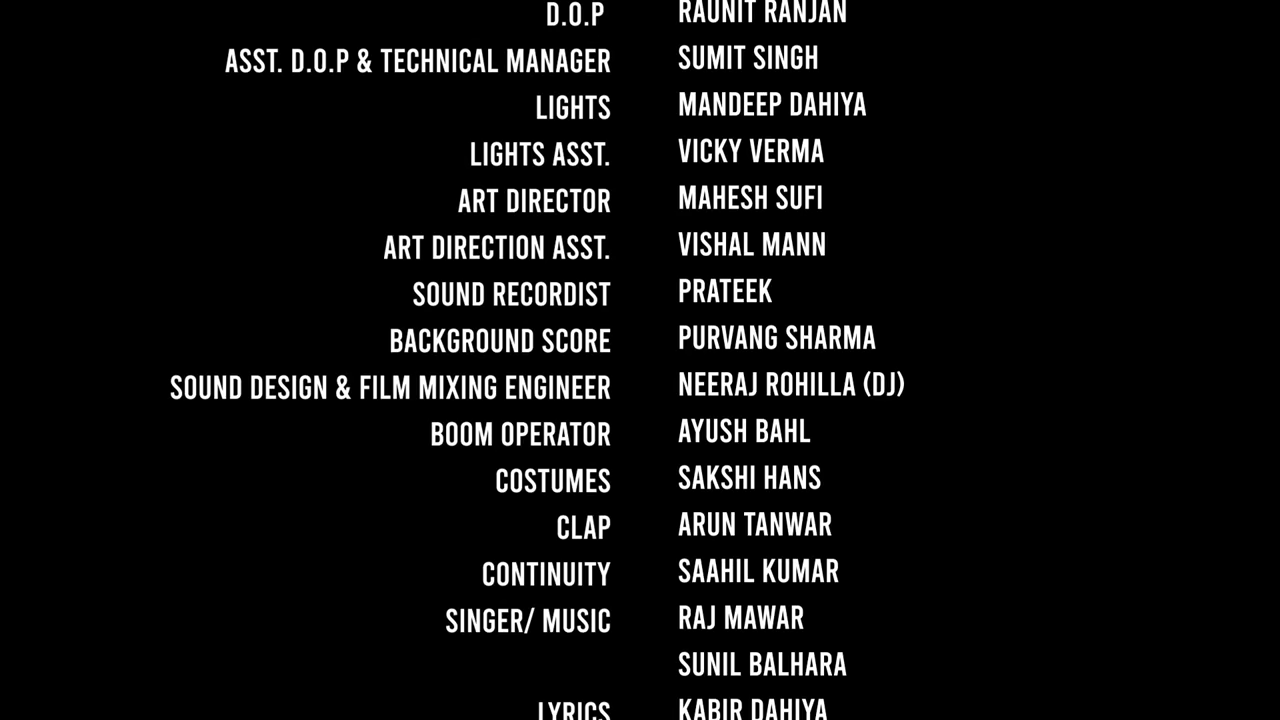 D.O.P RAUNIT RANJAN
ASST. D.O.P & TECHNICAL MANAGER SUMIT SINGH
LIGHTS MANDEEP DAHIYA
LIGHTS ASST. VICKY VERMA
ART DIRECTOR MAHESH SUFI
ART DIRECTION ASST. VISHAL MANN
SOUND RECORDIST PRATEEK
BACKGROUND SCORE PURVANG SHARMA
SOUND DESIGN & FILM MIXING ENGINEER NEERAJ ROHILLA (DJ)
BOOM OPERATOR AYUSH BAHL
COSTUMES SAKSHI HANS
CLAP ARUN TANWAR
CONTINUITY SAAHIL KUMAR
SINGER/ MUSIC RAJ MAWAR
SUNIL BALHARA
LYRICS KABIR DAHIYA